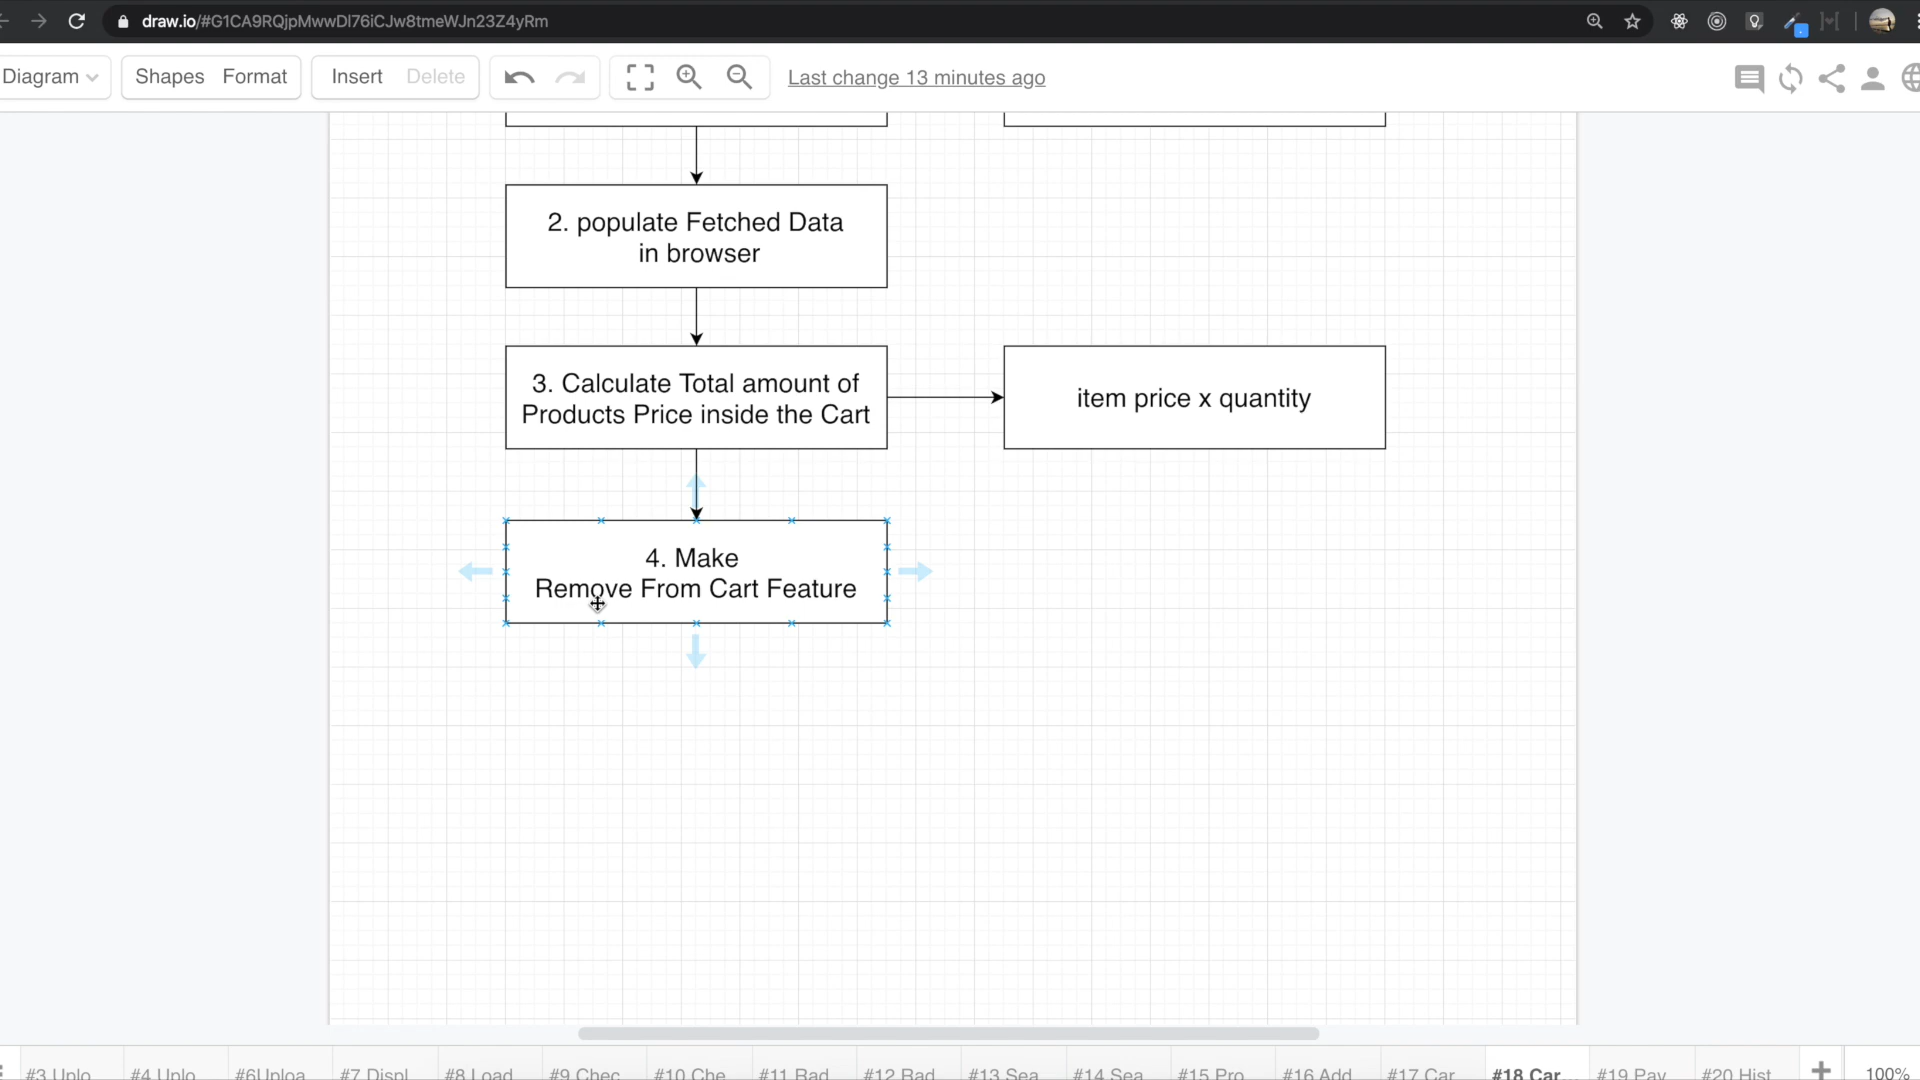 draw.io/#G1CA9RQjpMwwDl76iCJw8tmeWJn23Z4yRm
Diagram
Shapes
Format
Insert
Delete
Last change 13 minutes ago
2. populate Fetched Data
in browser
3. Calculate Total amount of
Products Price inside the Cart
item price x quantity
4. Make
Remove From Cart Feature
#3 Uplo
#4 Uplo
#6Uploa
#7 Displ
#8 Load
#9 Chec
#10 Che
#11 Rad
#12 Rad
#13 Sea
#14 Sea
#15 Pro
#16 Add
#17 Car
#18 Car...
#19 Pay
#20 Hist
100%